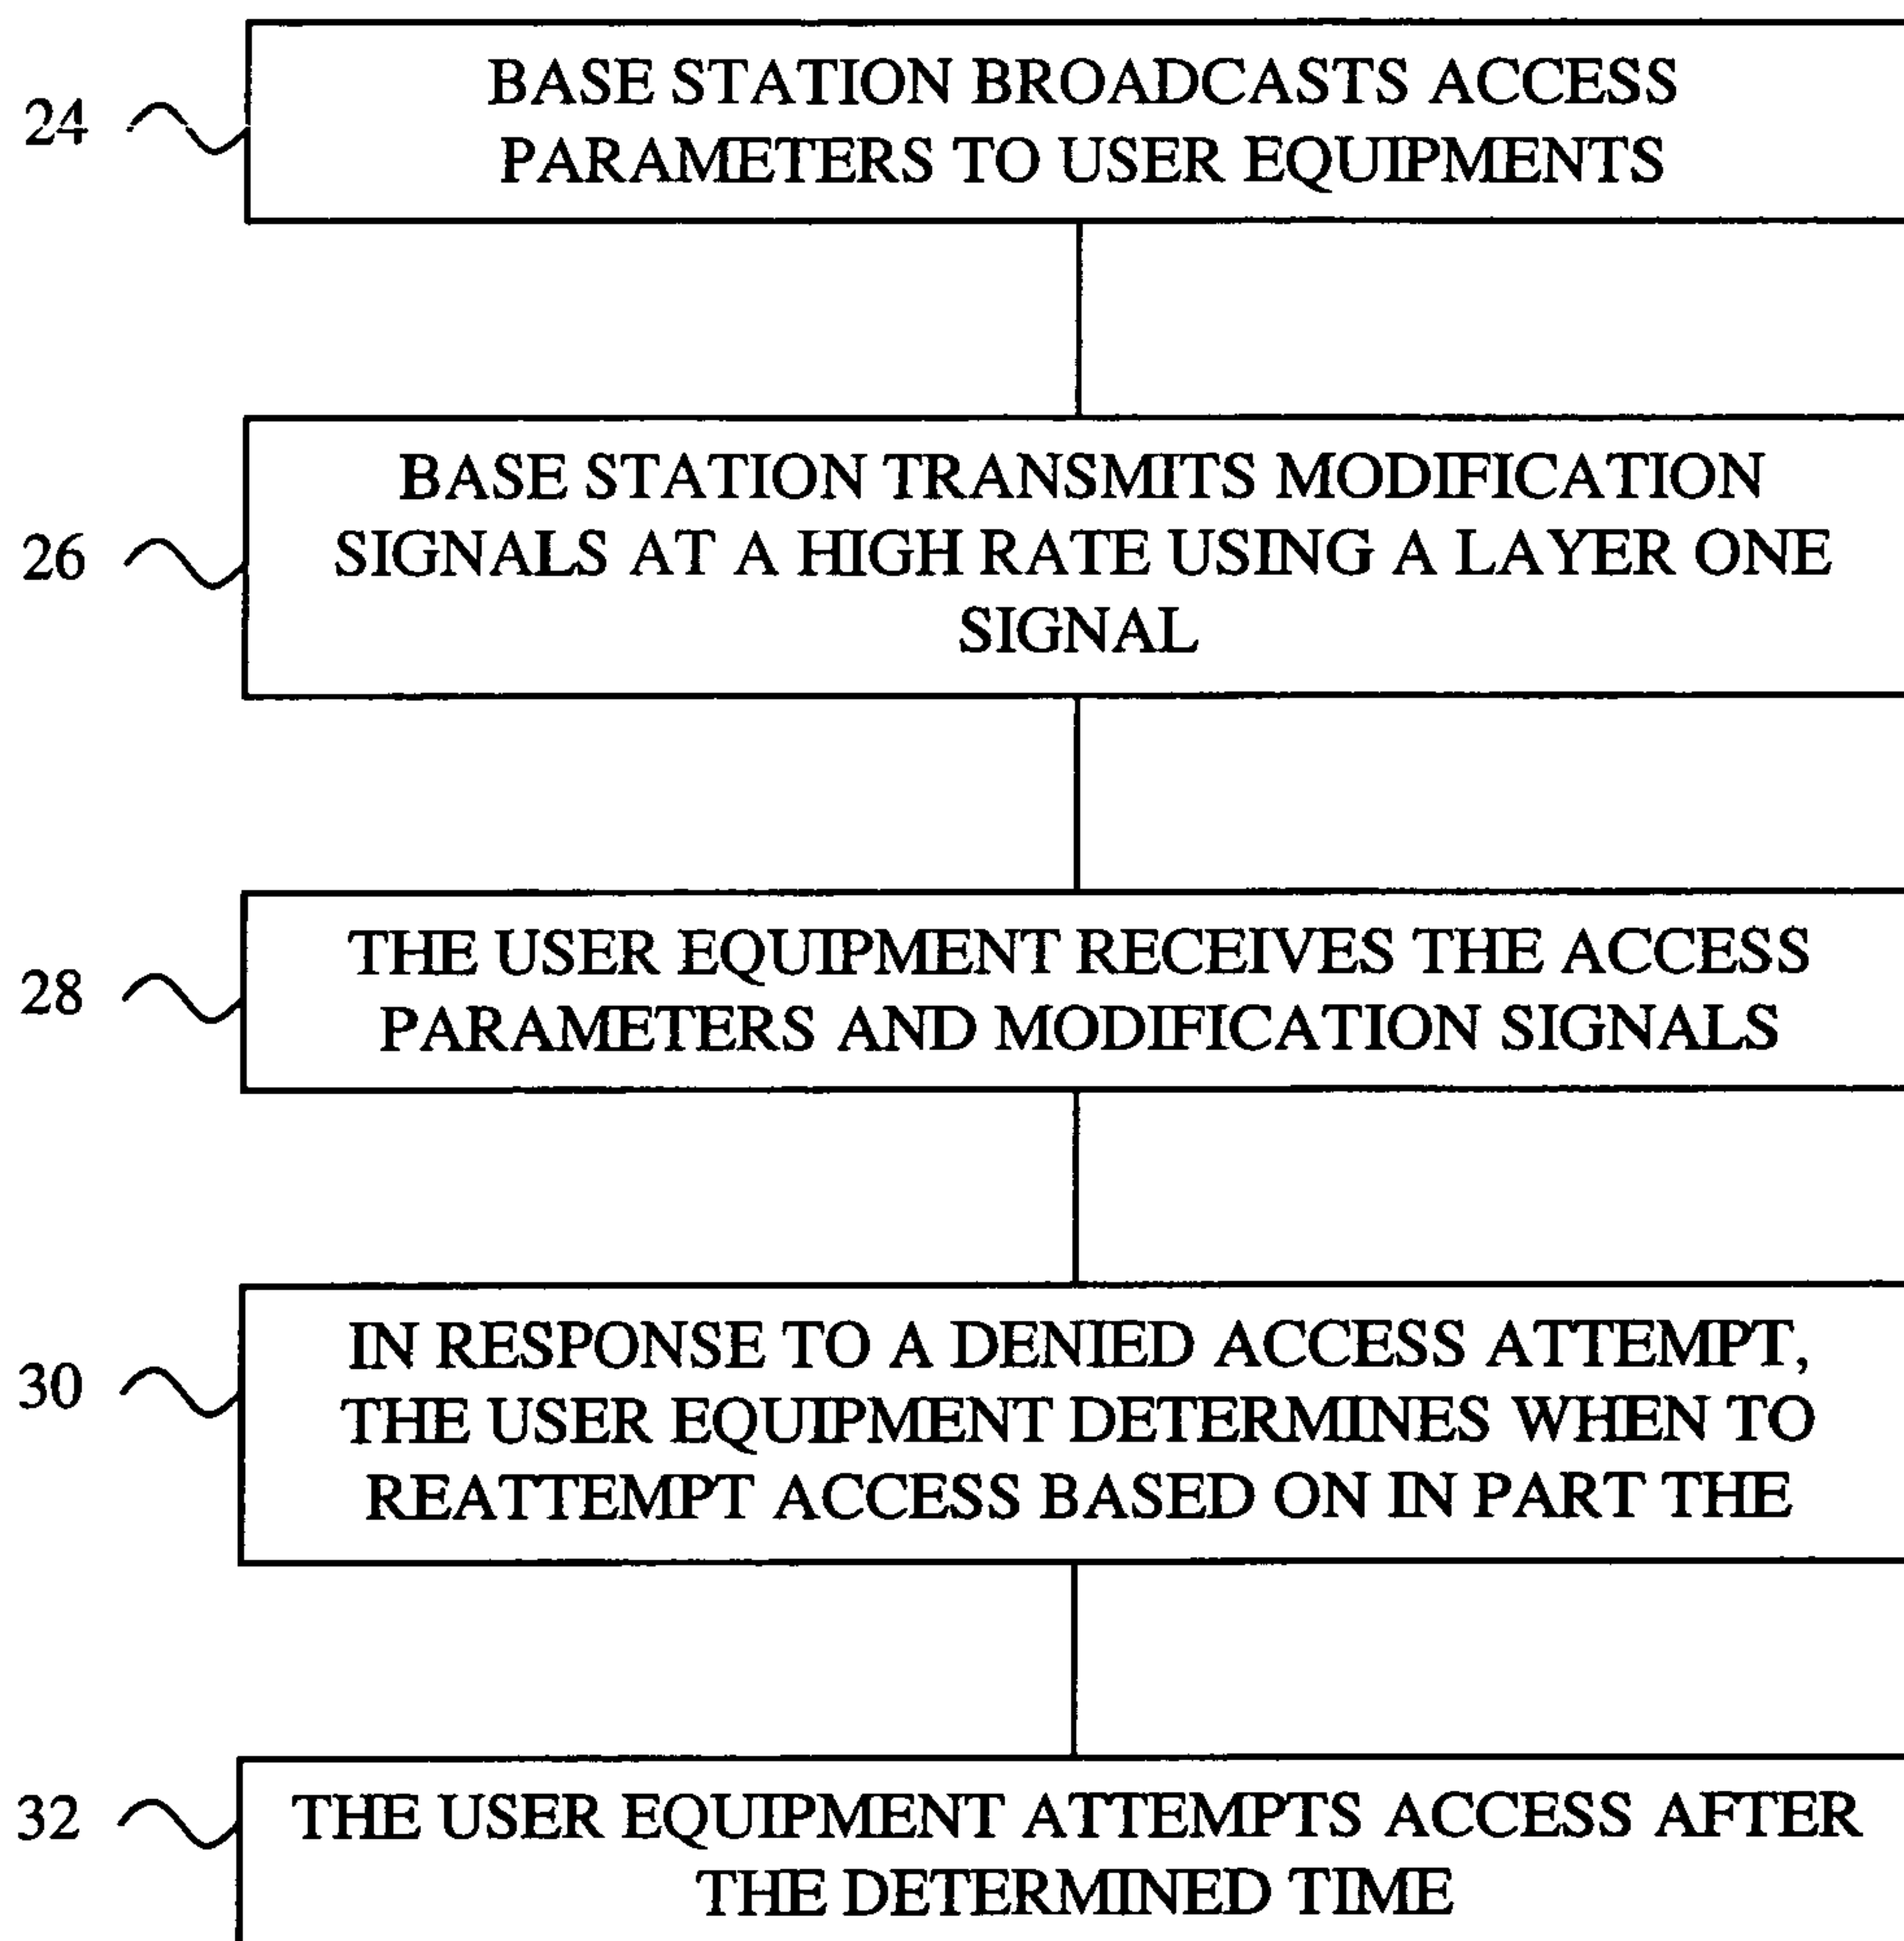 24
BASE STATION BROADCASTS ACCESS
PARAMETERS TO USER EQUIPMENTS
26
BASE STATION TRANSMITS MODIFICATION
SIGNALS AT A HIGH RATE USING A LAYER ONE
SIGNAL
28
THE USER EQUIPMENT RECEIVES THE ACCESS
PARAMETERS AND MODIFICATION SIGNALS
30
IN RESPONSE TO A DENIED ACCESS ATTEMPT,
THE USER EQUIPMENT DETERMINES WHEN TO
REATTEMPT ACCESS BASED ON IN PART THE
32
THE USER EQUIPMENT ATTEMPTS ACCESS AFTER
THE DETERMINED TIME